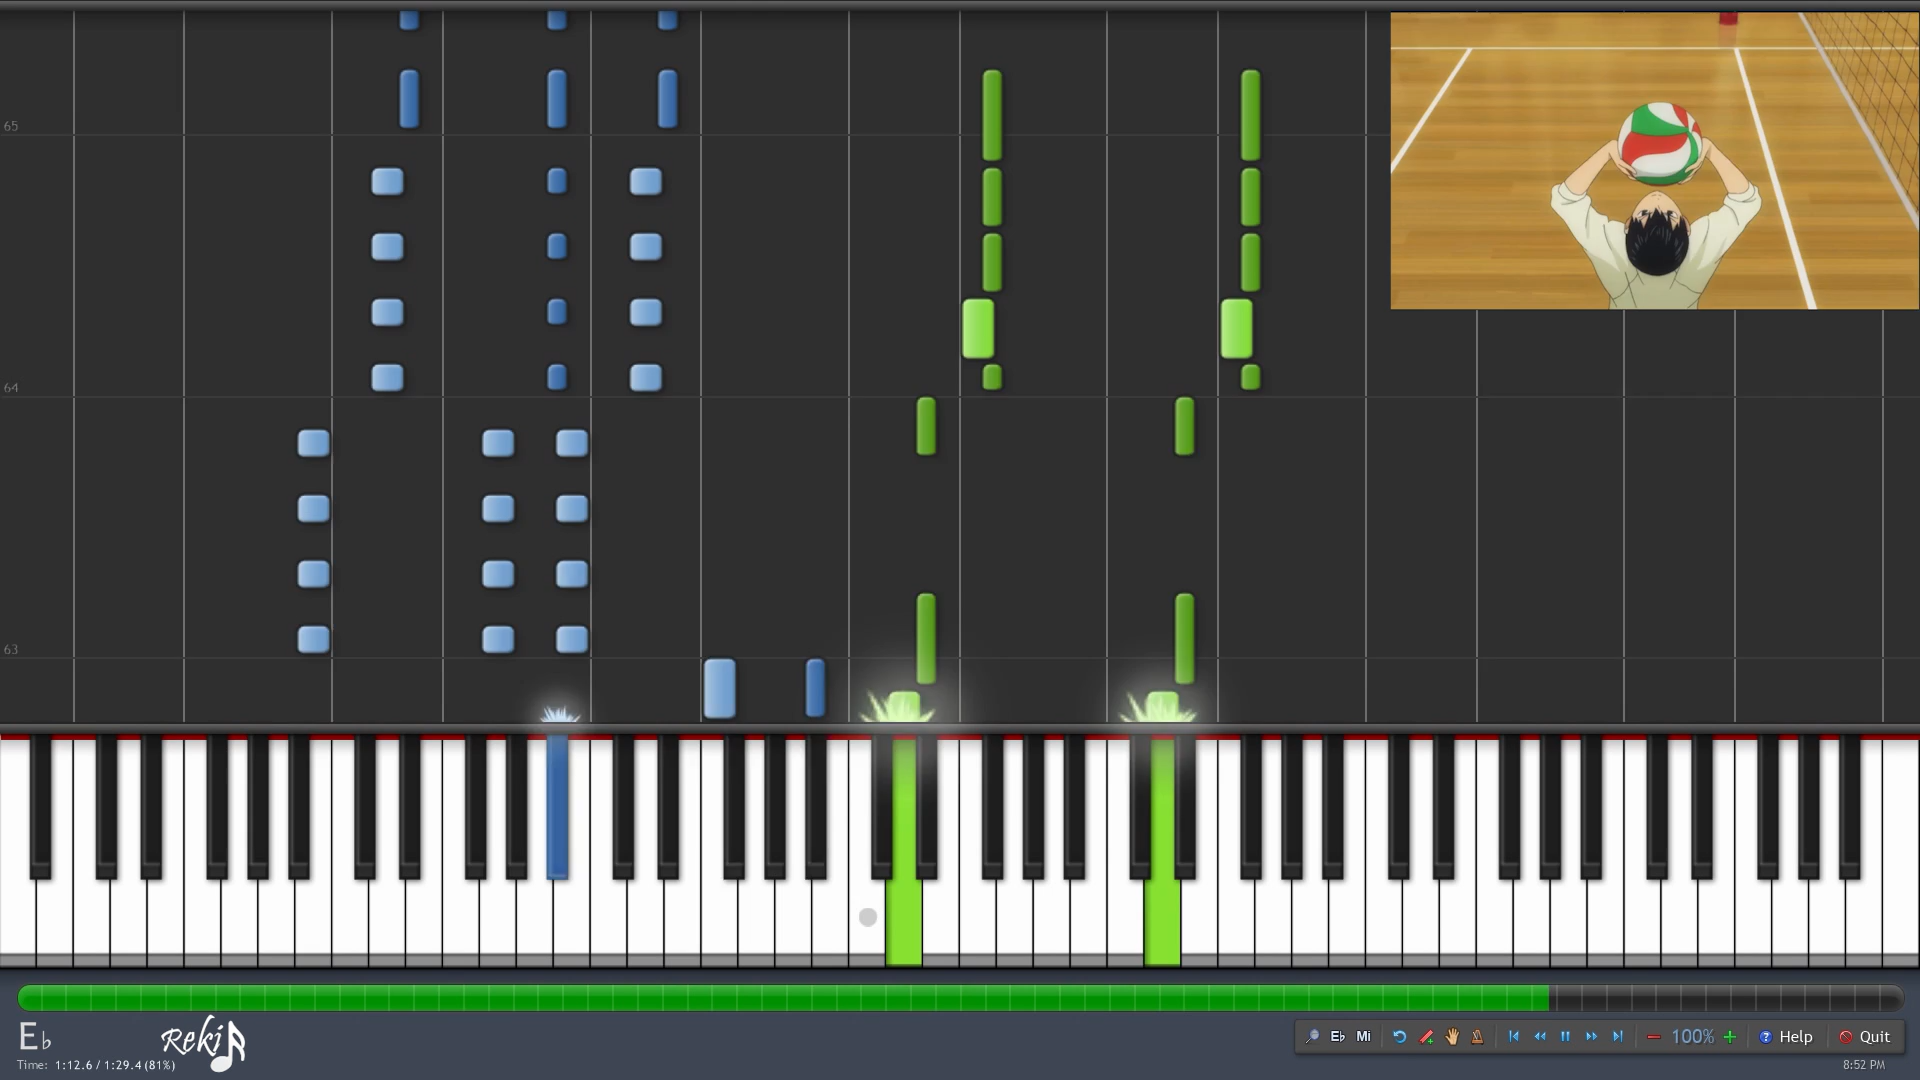 65
64
63
E♭
Reki
E♭ Mi 100% Help Quit
Time: 1:12.6 / 1:29.4 (81%)
8:52 PM